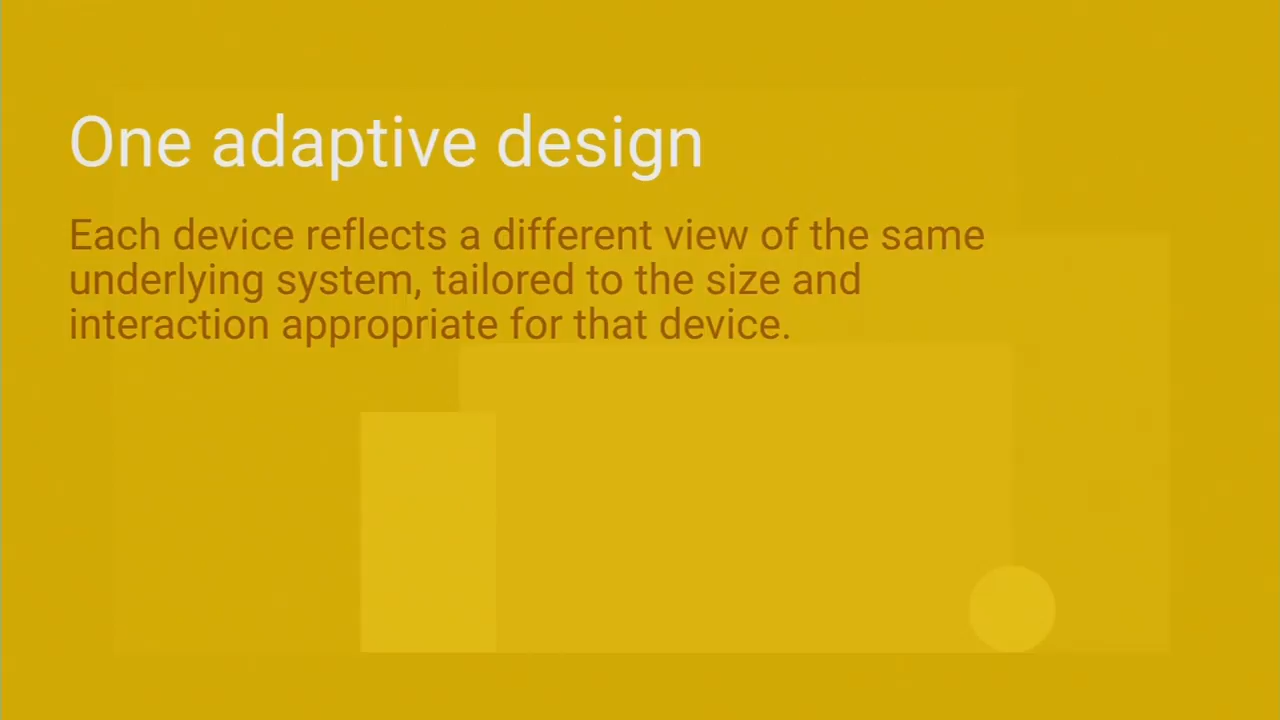 One adaptive design
Each device reflects a different view of the same
underlying system, tailored to the size and
interaction appropriate for that device.